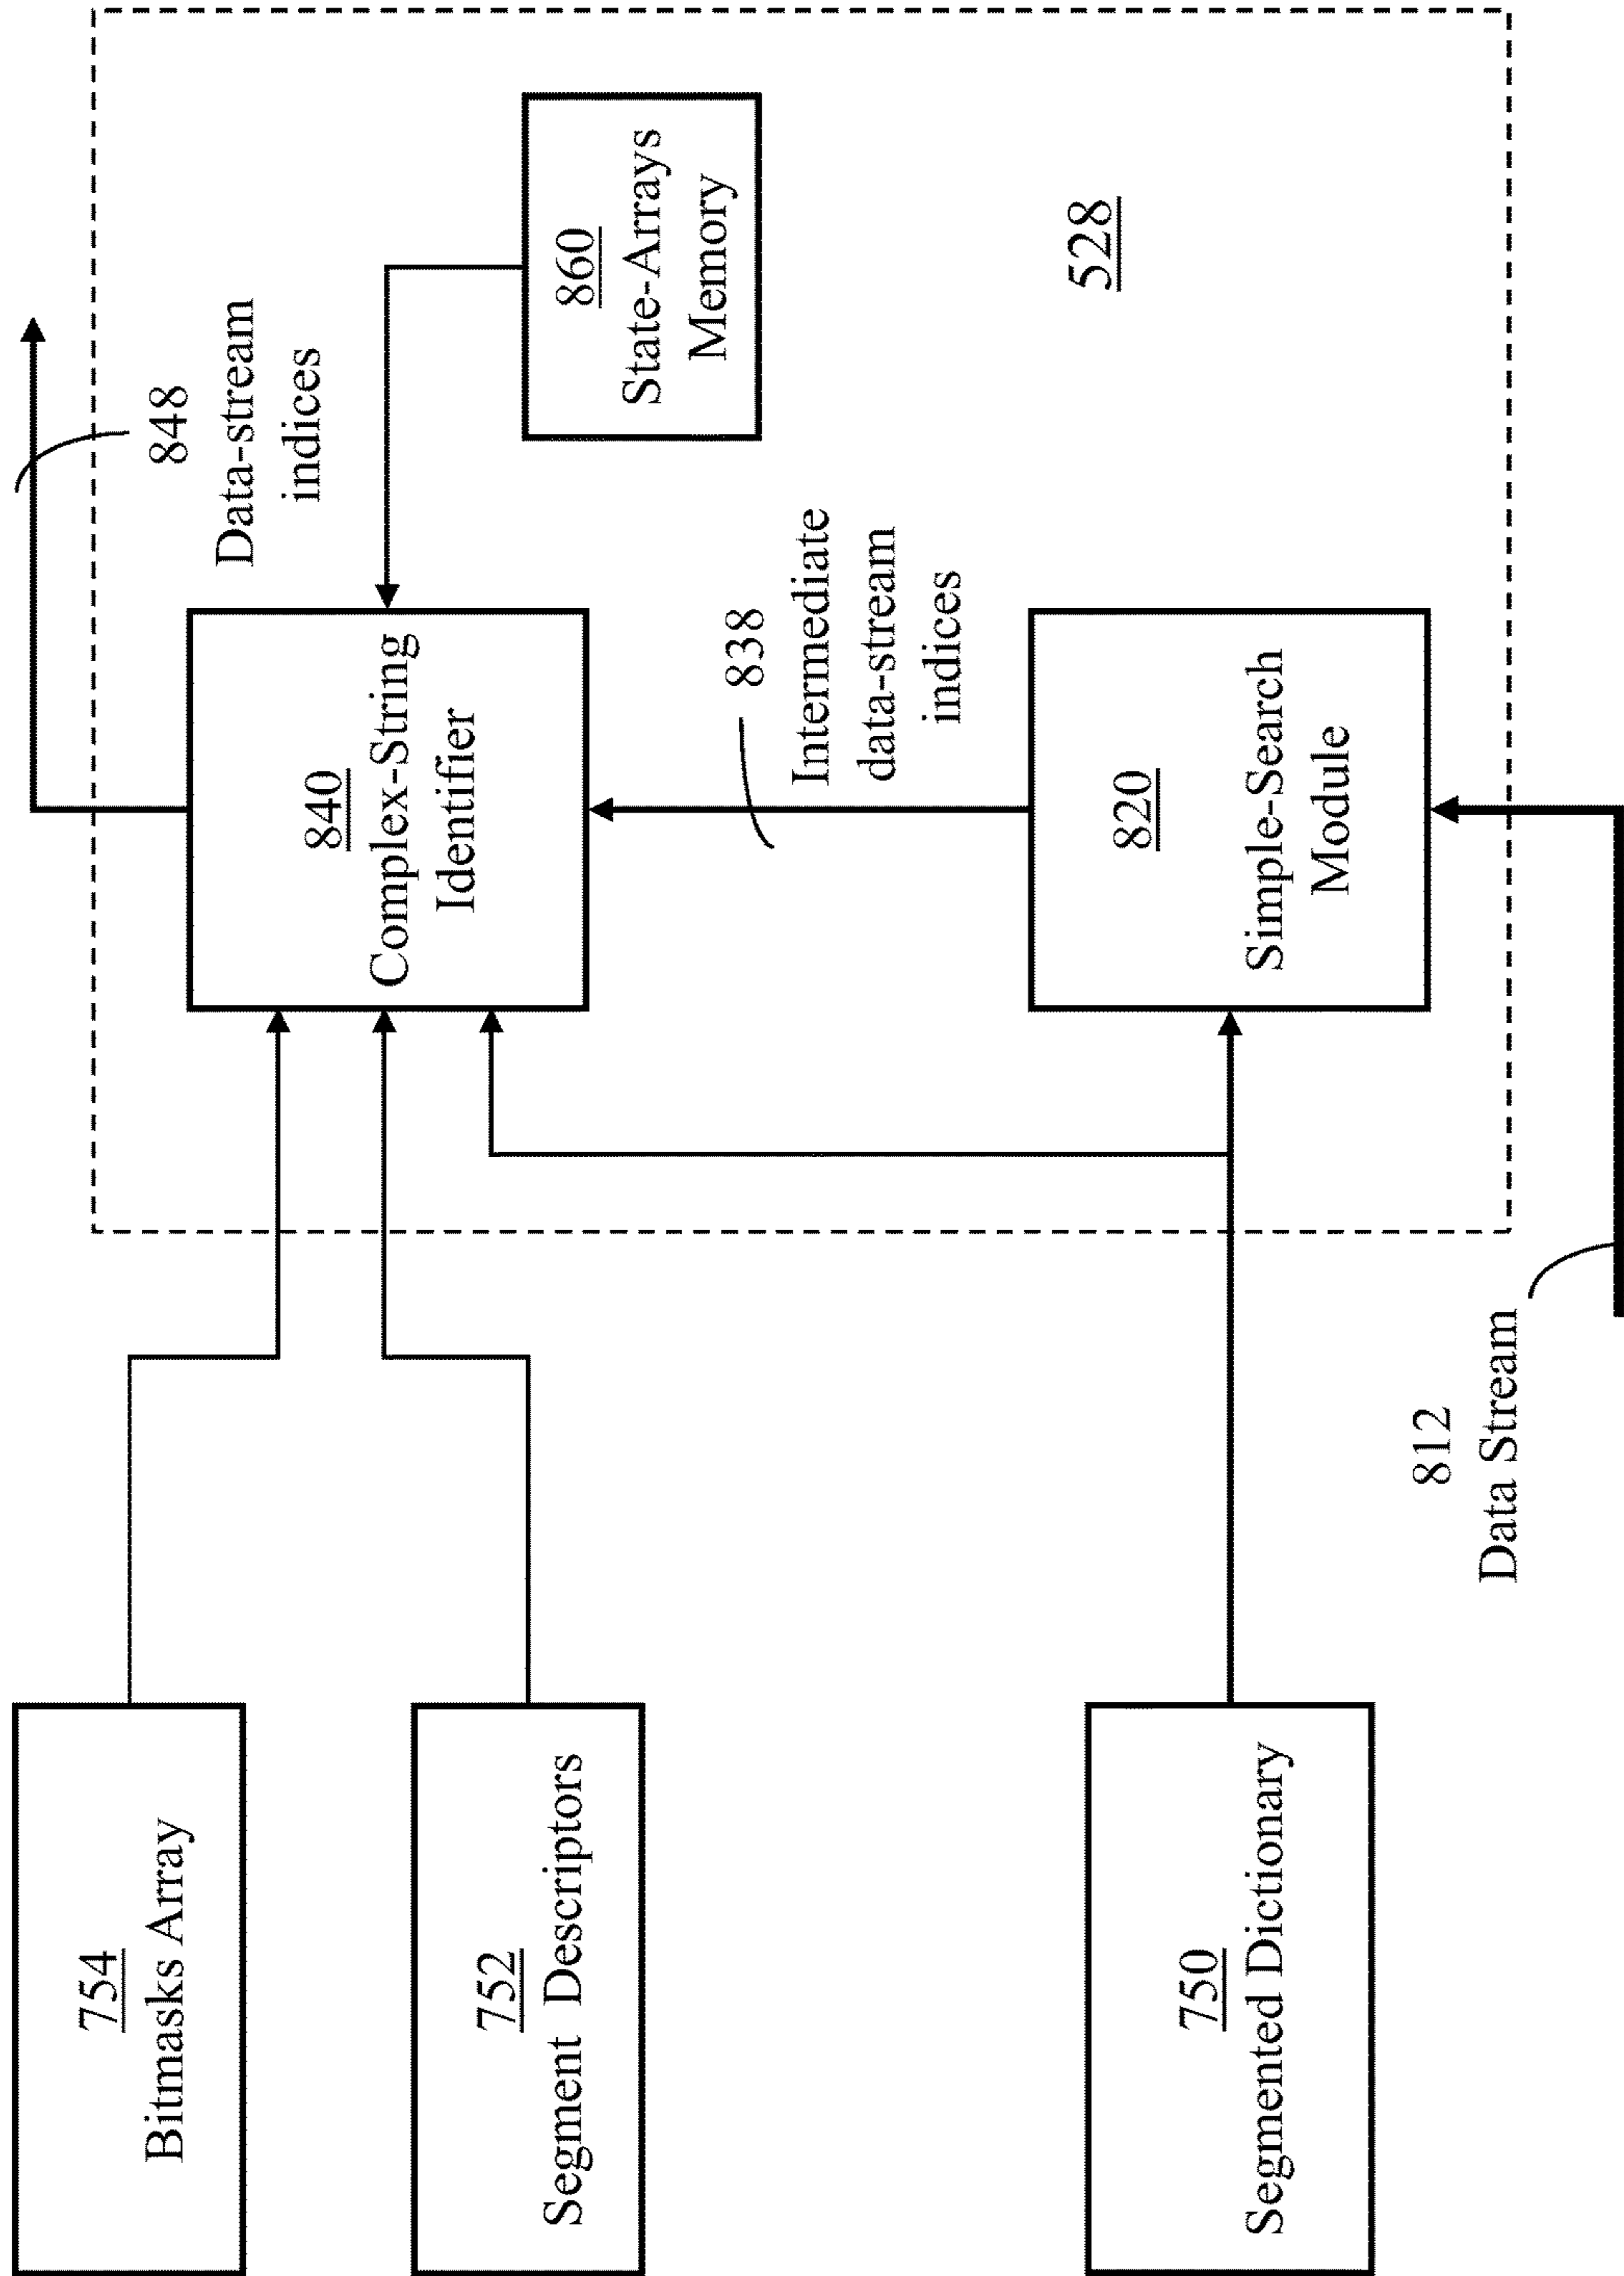 754
Bitmasks Array
752
Segment Descriptors
750
Segmented Dictionary
812
Data Stream
840
Complex-String
Identifier
838
Intermediate
data-stream
indices
820
Simple-Search
Module
848
Data-stream
indices
860
State-Arrays
Memory
528